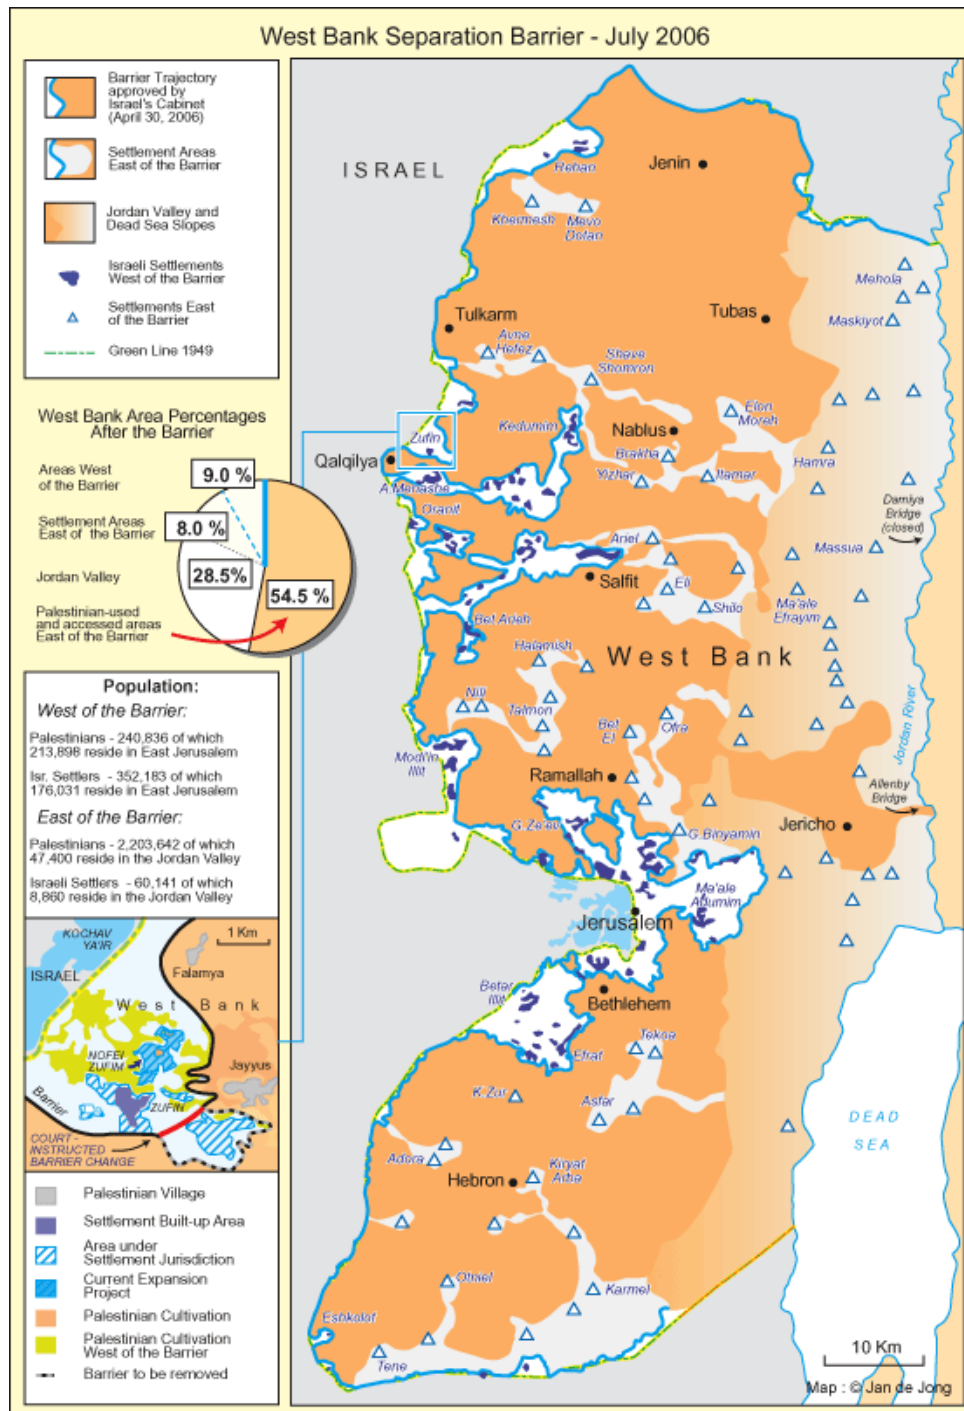 West Bank Separation Barrier - July 2006
Barrier Trajectory
approved by
Israel's Cabinet
(April 30, 2006)
Settlement Areas
East of the Barrier
Jordan Valley and
Dead Sea Slopes
Israeli Settlements
West of the Barrier
Settlements East
of the Barrier
Green Line 1949
West Bank Area Percentages
After the Barrier
Areas West
of the Barrier
9.0 %
Settlement Areas
East of the Barrier
8.0 %
Jordan Valley
28.5%
54.5 %
Palestinian-used
and accessed areas
East of the Barrier
Population:
West of the Barrier:
Palestinians - 240,836 of which
213,898 reside in East Jerusalem
Isr. Settlers - 352,183 of which
176,031 reside in East Jerusalem
East of the Barrier:
Palestinians - 2,203,642 of which
47,400 reside in the Jordan Valley
Israeli Settlers - 60,141 of which
8,860 reside in the Jordan Valley
KOCHAV
YA'IR
1 Km
ISRAEL
Falamya
West Bank
NOFEI
ZUFIM
Jayyus
Barrier
ZUFIN
COURT -
INSTRUCTED
BARRIER CHANGE
Palestinian Village
Settlement Built-up Area
Area under
Settlement Jurisdiction
Current Expansion
Project
Palestinian Cultivation
Palestinian Cultivation
West of the Barrier
Barrier to be removed
ISRAEL
Jenin
Reihan
Khermesh
Mevo
Dotan
Mehola
Maskiyot
Tulkarm
Tubas
Avne
Hefez
Shave
Shomron
Elon
Moreh
Kedumim
Zufin
Nablus
Qalqilya
Brakha
Hamra
A.Menashe
Yizhar
Itamar
Oranit
Damiya
Bridge
(closed)
Ariel
Massua
Salfit
Eli
Shilo
Ma'ale
Efrayim
Bet Arieh
Halamish
West Bank
Nili
Talmon
Bet
El
Ofra
Jordan River
Modi'in
Illit
Ramallah
Allenby
Bridge
G.Ze'ev
G.Binyamin
Jericho
Ma'ale
Adumim
Jerusalem
Betar
Illit
Bethlehem
Tekoa
Efrat
K.Zur
Asfar
DEAD
SEA
Adora
Kiryat
Arba
Hebron
Otniel
Karmel
Eshkolot
Tene
10 Km
Map : © Jan de Jong